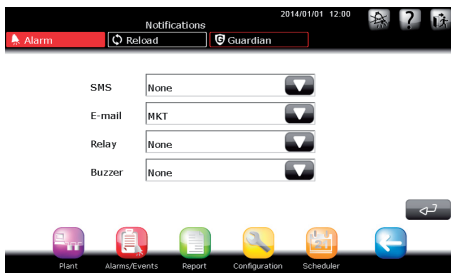 2014/01/01 12:00
Notifications
?
Alarm
Reload
G Guardian
SMS None
E-mail MKT
Relay None
Buzzer None
Plant Alarms/Events Report Configuration Scheduler